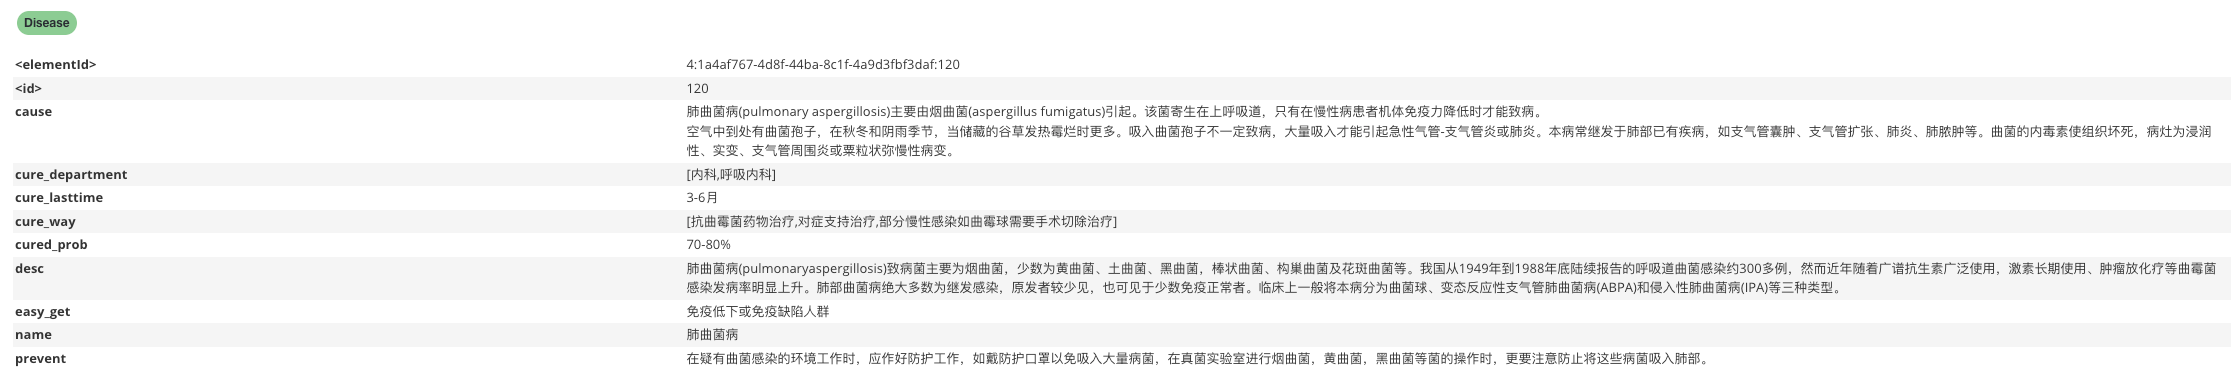 Disease
<elementId> 4:1a4af767-4d8f-44ba-8c1f-4a9d3fbf3daf:120
<id> 120
cause 肺曲菌病(pulmonary aspergillosis)主要由烟曲菌(aspergillus fumigatus)引起。该菌寄生在上呼吸道，只有在慢性病患者机体免疫力降低时才能致病。
空气中到处有曲菌孢子，在秋冬和阴雨季节，当储藏的谷草发热霉烂时更多。吸入曲菌孢子不一定致病，大量吸入才能引起急性气管-支气管炎或肺炎。本病常继发于肺部已有疾病，如支气管囊肿、支气管扩张、肺炎、肺脓肿等。曲菌的内毒素使组织坏死，病灶为浸润
性、实变、支气管周围炎或粟粒状弥慢性病变。
cure_department [内科,呼吸内科]
cure_lasttime 3-6月
cure_way [抗曲霉菌药物治疗,对症支持治疗,部分慢性感染如曲霉球需要手术切除治疗]
cured_prob 70-80%
desc 肺曲菌病(pulmonaryaspergillosis)致病菌主要为烟曲菌，少数为黄曲菌、土曲菌、黑曲菌，棒状曲菌、构巢曲菌及花斑曲菌等。我国从1949年到1988年底陆续报告的呼吸道曲菌感染约300多例，然而近年随着广谱抗生素广泛使用，激素长期使用、肿瘤放化疗等曲霉菌
感染发病率明显上升。肺部曲菌病绝大多数为继发感染，原发者较少见，也可见于少数免疫正常者。临床上一般将本病分为曲菌球、变态反应性支气管肺曲菌病(ABPA)和侵入性肺曲菌病(IPA)等三种类型。
easy_get 免疫低下或免疫缺陷人群
name 肺曲菌病
prevent 在疑有曲菌感染的环境工作时，应作好防护工作，如戴防护口罩以免吸入大量病菌，在真菌实验室进行烟曲菌，黄曲菌，黑曲菌等菌的操作时，更要注意防止将这些病菌吸入肺部。